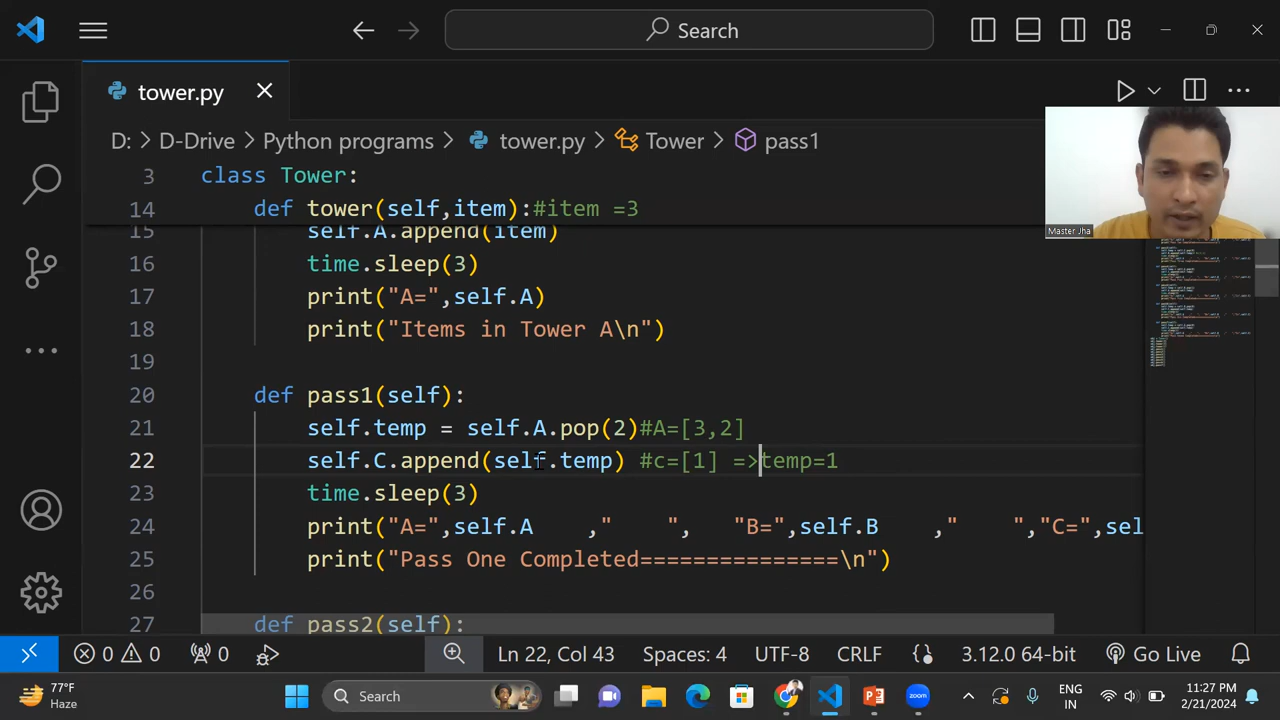 Search
tower.py
D: > D-Drive > Python programs > tower.py > Tower > pass1
Master Jha
3 class Tower:
14 def tower(self,item):#item =3
15 self.A.append(item)
16 time.sleep(3)
17 print("A=",self.A)
18 print("Items in Tower A\n")
19
20 def pass1(self):
21 self.temp = self.A.pop(2)#A=[3,2]
22 self.C.append(self.temp) #c=[1] =>temp=1
23 time.sleep(3)
24 print("A=",self.A    ,"    ",   "B=",self.B    ,"    ","C=",sel
25 print("Pass One Completed===============\n")
26
27 def pass2(self):
0 0 0 Ln 22, Col 43 Spaces: 4 UTF-8 CRLF {} 3.12.0 64-bit Go Live
77°F
Haze
Search
zoom
ENG
IN
11:27 PM
2/21/2024